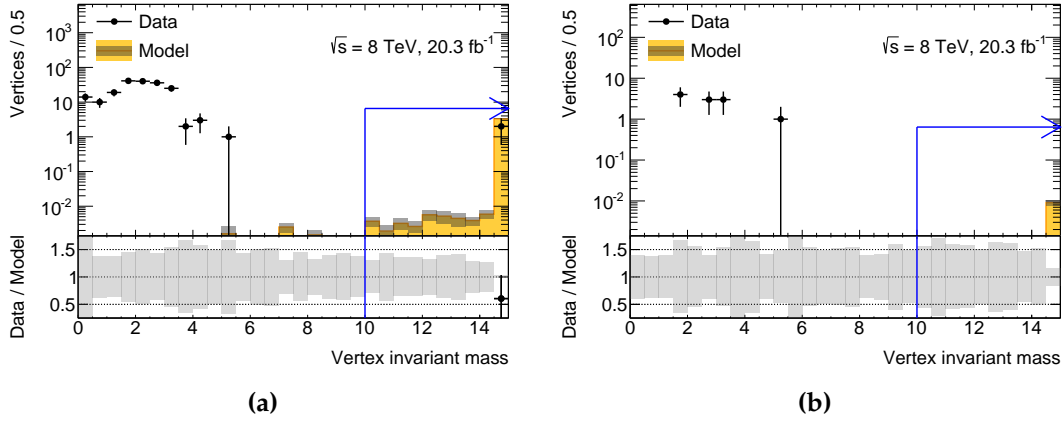 Vertices / 0.5
10³
10²
10
1
10⁻¹
10⁻²
Data
Model
√s = 8 TeV, 20.3 fb⁻¹
Data / Model
1.5
1
0.5
0 2 4 6 8 10 12 14
Vertex invariant mass
(a)
Vertices / 0.5
10²
10
1
10⁻¹
10⁻²
Data
Model
√s = 8 TeV, 20.3 fb⁻¹
Data / Model
1.5
1
0.5
0 2 4 6 8 10 12 14
Vertex invariant mass
(b)